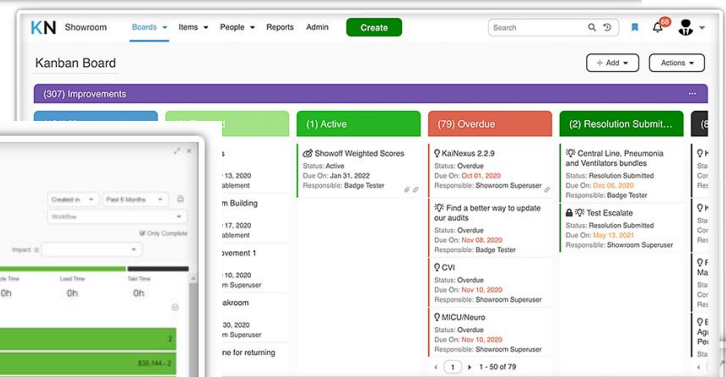 KN Showroom Boards Items People Reports Admin Create Search 68
Kanban Board + Add Actions
(307) Improvements ...
(1) Active
Showoff Weighted Scores
Status: Active
Due On: Jan 31, 2022
Responsible: Badge Tester
(79) Overdue
KaiNexus 2.2.9
Status: Overdue
Due On: Oct 01, 2020
Responsible: Showroom Superuser
Find a better way to update
our audits
Status: Overdue
Due On: Nov 08, 2020
Responsible: Badge Tester
CVI
Status: Overdue
Due On: Nov 10, 2020
Responsible: Showroom Superuser
MICU/Neuro
Status: Overdue
Due On: Nov 10, 2020
Responsible: Showroom Superuser
1 1 - 50 of 79
(2) Resolution Submit...
Central Line, Pneumonia
and Ventilators bundles
Status: Resolution Submitted
Due On: Dec 05, 2020
Responsible: Badge Tester
Test Escalate
Status: Resolution Submitted
Due On: May 13, 2021
Responsible: Showroom Superuser
13, 2020
m Building
17, 2020
ovement 1
10, 2020
m Superuser
akroom
30, 2020
m Superuser
ne for returning
Created in Past 6 Months
Workflow
Only Complete
Impact
Lead Time
Takt Time
0h
0h
0h
2
$35,144 - 2